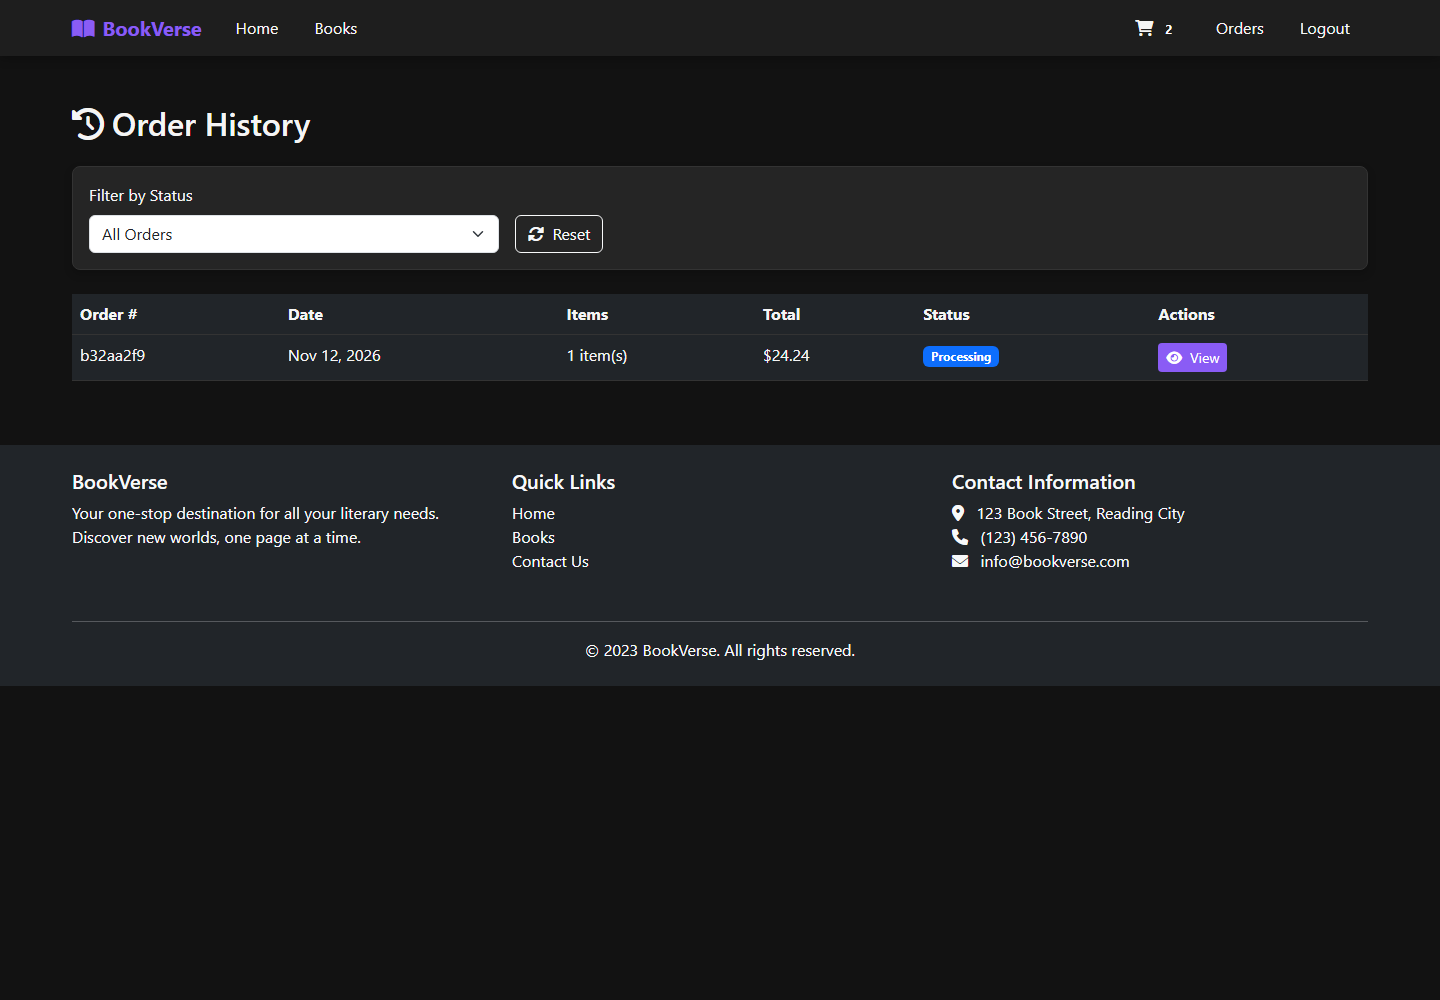 BookVerse Home Books 2 Orders Logout
Order History
Filter by Status
All Orders Reset
Order # Date Items Total Status Actions
b32aa2f9 Nov 12, 2026 1 item(s) $24.24 Processing View
BookVerse
Your one-stop destination for all your literary needs.
Discover new worlds, one page at a time.
Quick Links
Home
Books
Contact Us
Contact Information
123 Book Street, Reading City
(123) 456-7890
info@bookverse.com
© 2023 BookVerse. All rights reserved.